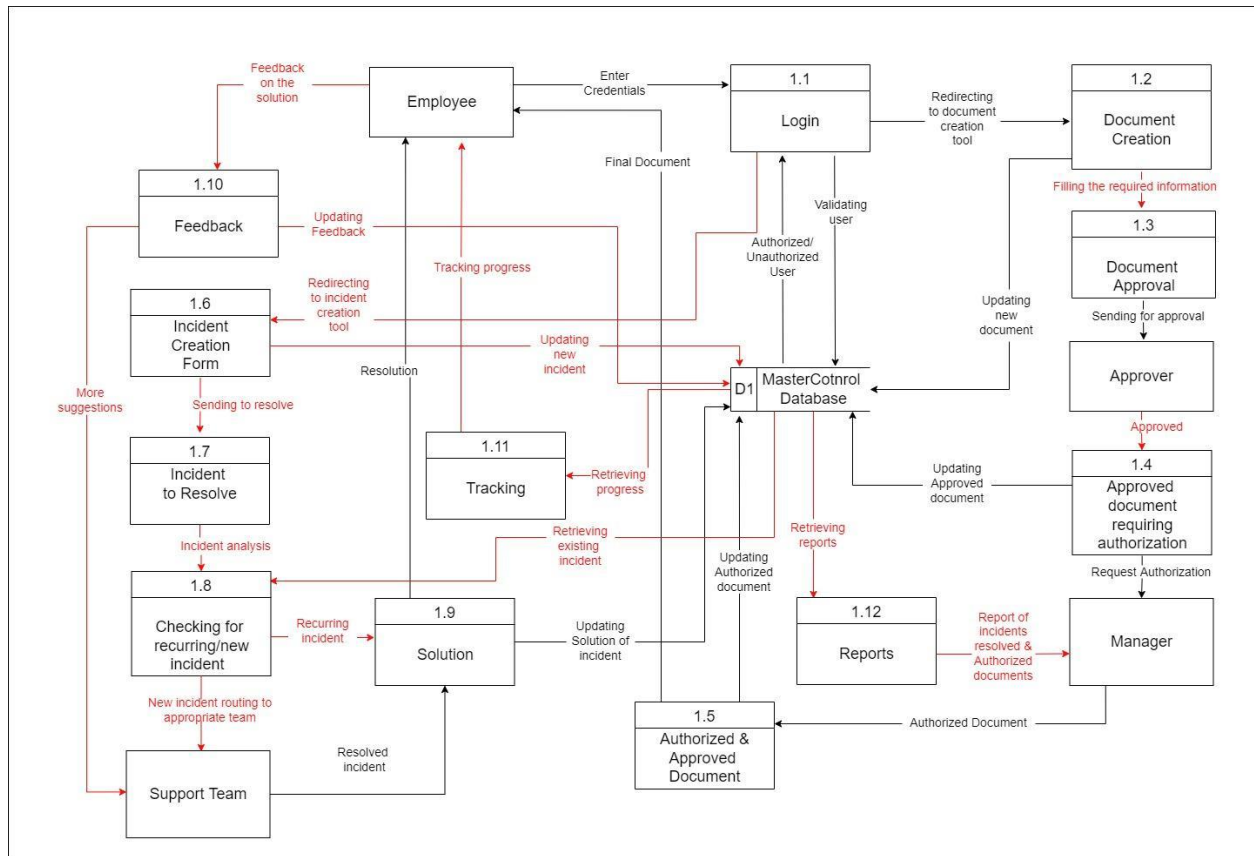 Feedback
on the
solution
Employee
Enter
Credentials
1.1
Login
Redirecting
to document
creation
tool
1.2
Document
Creation
Final Document
1.10
Feedback
Updating
Feedback
Validating
user
Filling the required information
1.3
Document
Approval
Authorized/
Unauthorized
User
Tracking progress
Redirecting
to incident
creation
tool
1.6
Incident
Creation
Form
Updating
new
incident
Updating
new
document
Sending for approval
Approver
Resolution
D1
MasterCotnrol
Database
More
suggestions
Sending to resolve
Approved
1.7
Incident
to Resolve
1.11
Tracking
Retrieving
progress
Updating
Approved
document
1.4
Approved
document
requiring
authorization
Retrieving
reports
Incident analysis
Retrieving
existing
incident
Updating
Authorized
document
Request Authorization
1.8
Checking for
recurring/new
incident
Recurring
incident
1.9
Solution
Updating
Solution of
incident
1.12
Reports
Report of
incidents
resolved &
Authorized
documents
Manager
New incident routing to
appropriate team
1.5
Authorized &
Approved
Document
Authorized Document
Resolved
incident
Support Team